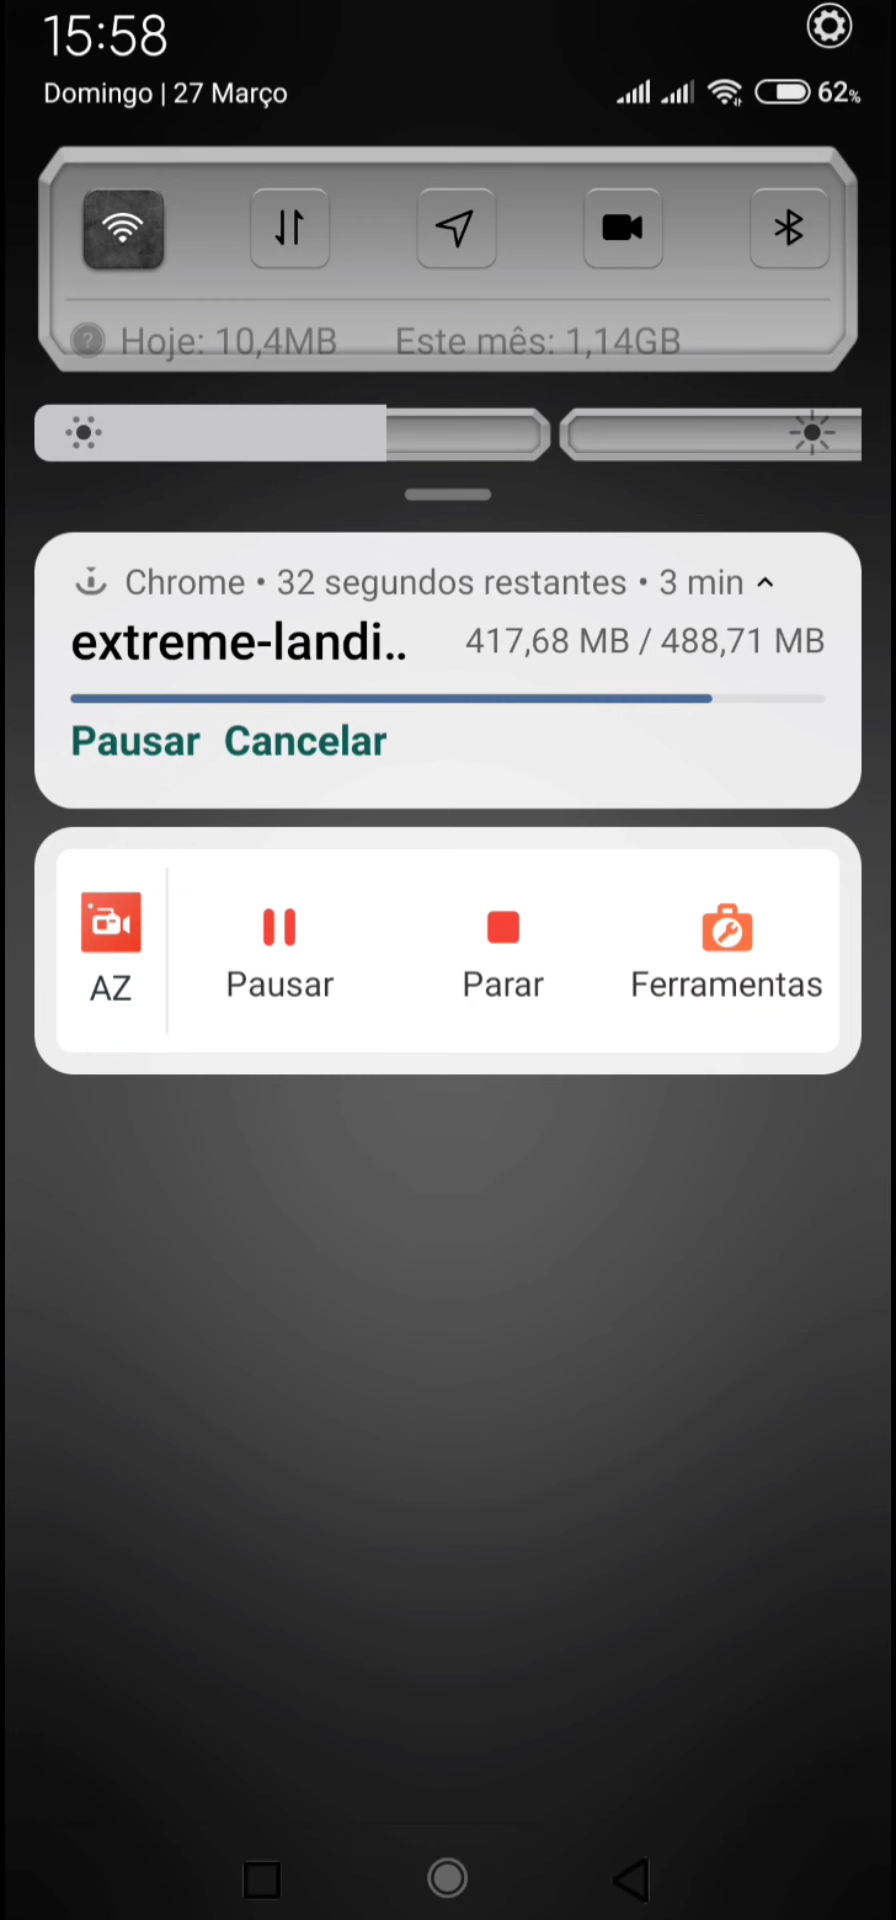 15:58
Domingo | 27 Março
62%
Hoje: 10,4MB Este mês: 1,14GB
Chrome • 32 segundos restantes • 3 min
extreme-landi.. 417,68 MB / 488,71 MB
Pausar Cancelar
AZ Pausar Parar Ferramentas